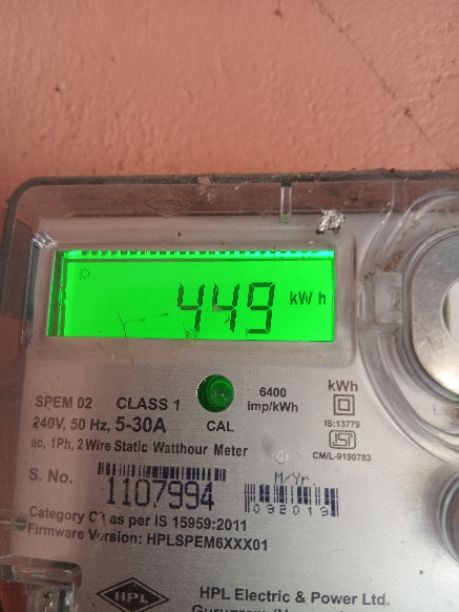 449 kWh
SPEM 02 CLASS 1 6400 imp/kWh kWh
240V, 50 Hz, 5-30A CAL IS:13779
ac, 1Ph, 2 Wire Static Watthour Meter CM/L-9190783
S. No. 1107994 M/Yr. 092019
Category C3 as per IS 15959:2011
Firmware Version: HPLSPEM6XXX01
HPL HPL Electric & Power Ltd.